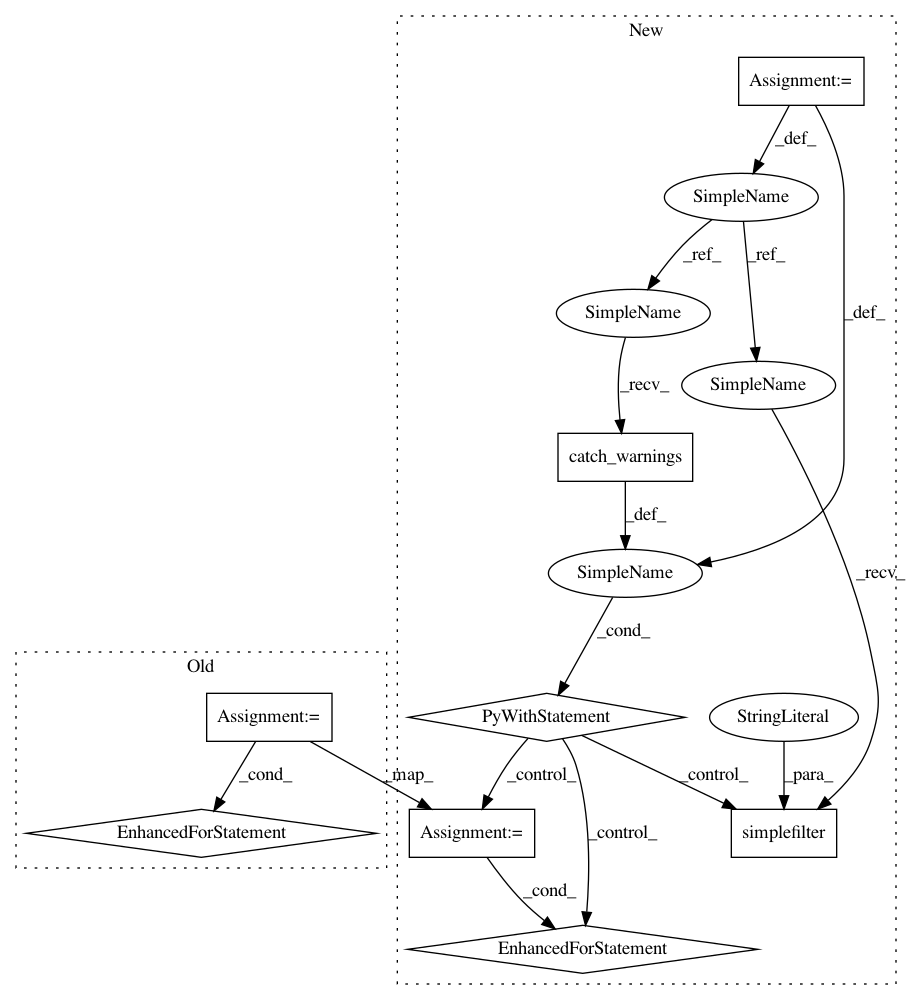 New
Assignment:=
_def_
SimpleName
_ref_
_ref_
SimpleName
_def_
SimpleName
_recv_
catch_warnings
_def_
SimpleName
_recv_
_cond_
Old
Assignment:=
PyWithStatement
StringLiteral
_cond_
_map_
_control_
_control_
_para_
EnhancedForStatement
Assignment:=
_control_
simplefilter
_cond_
EnhancedForStatement